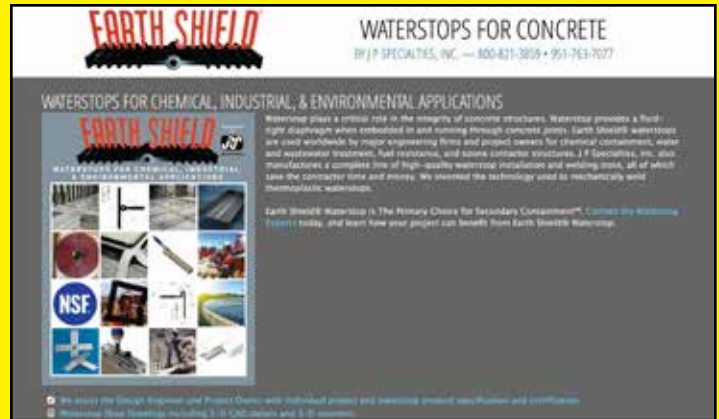 EARTH SHIELD®
WATERSTOPS FOR CONCRETE
BY J P SPECIALTIES, INC. — 800-821-3859 • 951-763-7077
WATERSTOPS FOR CHEMICAL, INDUSTRIAL, & ENVIRONMENTAL APPLICATIONS
EARTH SHIELD
WATERSTOPS FOR CHEMICAL, INDUSTRIAL
& ENVIRONMENTAL APPLICATIONS
NSF
Waterstop plays a critical role in the integrity of concrete structures. Waterstop provides a fluid-
tight diaphragm when embedded in and running through concrete joints. Earth Shield® waterstops
are used worldwide by major engineering firms and project owners for chemical containment, water
and wastewater treatment, fuel resistance, and ozone contactor structures. J P Specialties, Inc. also
manufactures a complete line of high-quality waterstop installation and welding irons, all of which
save the contractor time and money. We invented the technology used to mechanically weld
thermoplastic waterstops.
Earth Shield® Waterstop is The Primary Choice for Secondary Containment™. Contact the Waterstop
Experts today, and learn how your project can benefit from Earth Shield® Waterstop.
We assist the Design Engineer and Project Owner with individual project and waterstop product specification and certification
Waterstop Shop Drawings including 2-D CAD details and 3-D isometric